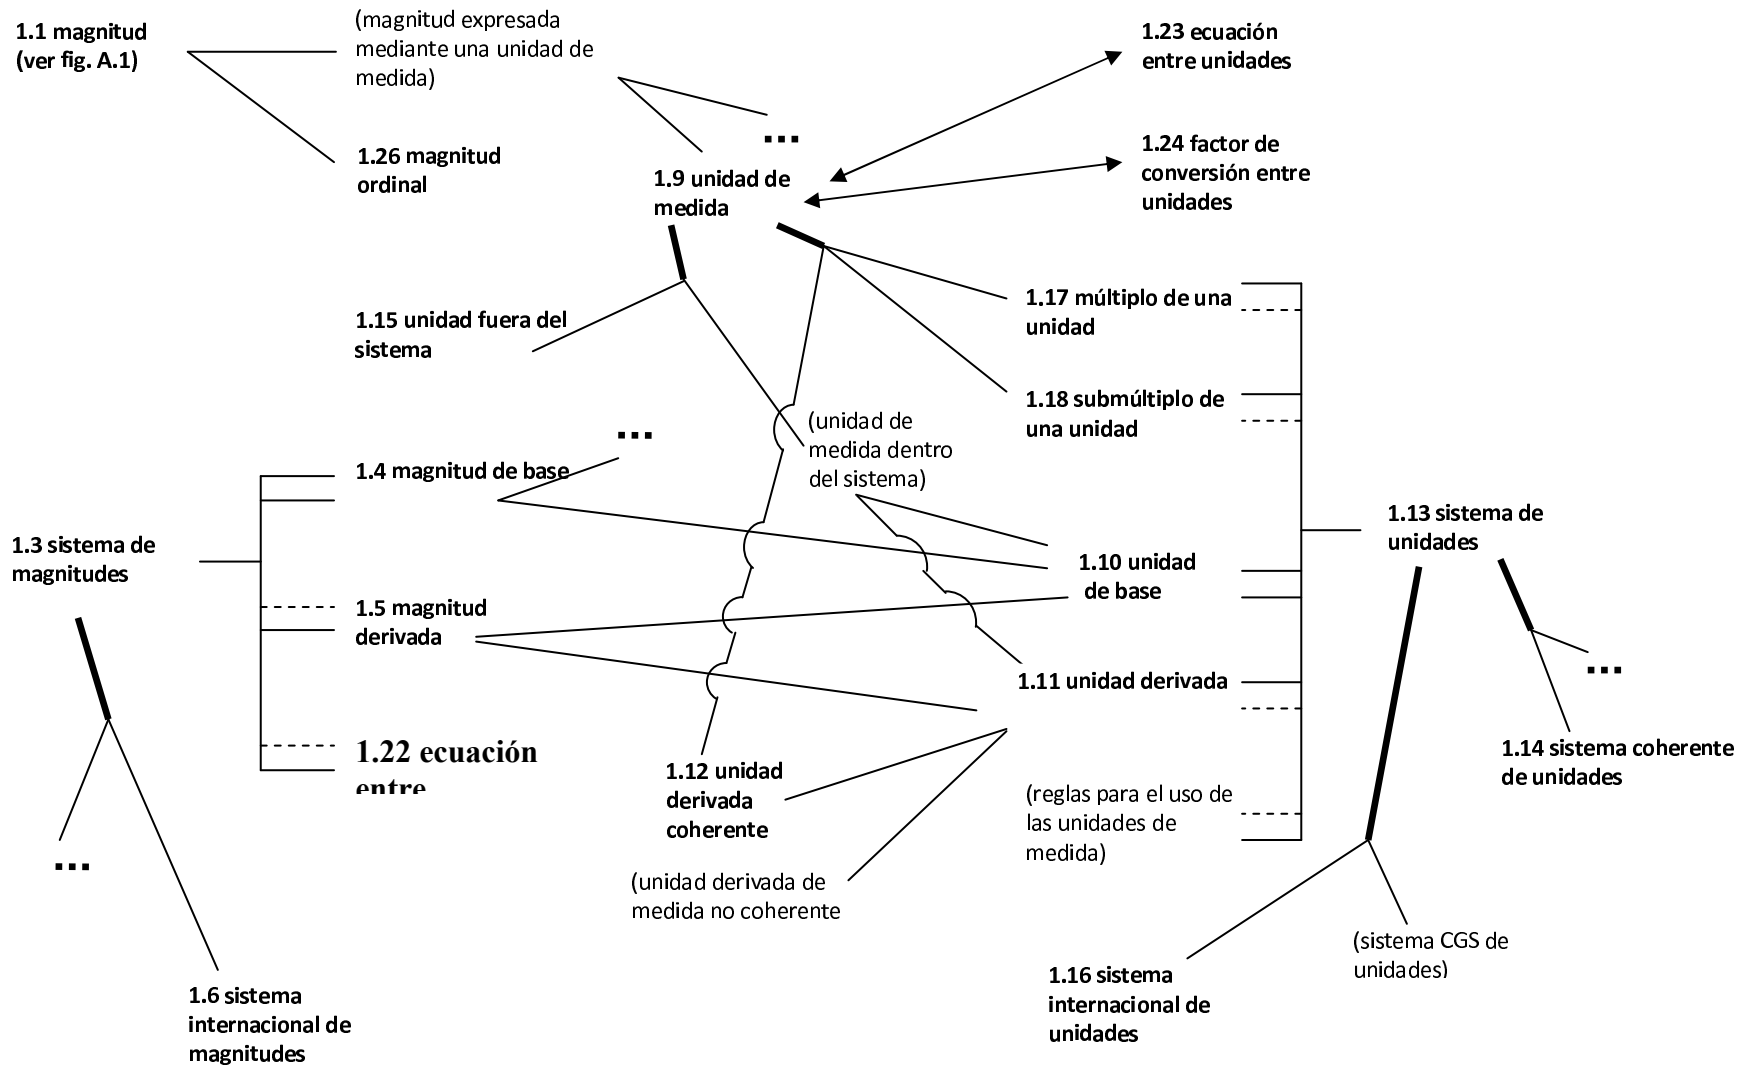 1.1 magnitud
(ver fig. A.1)
(magnitud expresada
mediante una unidad de
medida)
1.23 ecuación
entre unidades
...
1.26 magnitud
ordinal
1.9 unidad de
medida
1.24 factor de
conversión entre
unidades
1.15 unidad fuera del
sistema
1.17 múltiplo de una
unidad
1.18 submúltiplo de
una unidad
(unidad de
medida dentro
del sistema)
...
1.4 magnitud de base
1.3 sistema de
magnitudes
1.13 sistema de
unidades
1.10 unidad
de base
1.5 magnitud
derivada
1.11 unidad derivada
...
1.22 ecuación
entre
1.12 unidad
derivada
coherente
1.14 sistema coherente
de unidades
(reglas para el uso de
las unidades de
medida)
...
(unidad derivada de
medida no coherente
(sistema CGS de
unidades)
1.6 sistema
internacional de
magnitudes
1.16 sistema
internacional de
unidades